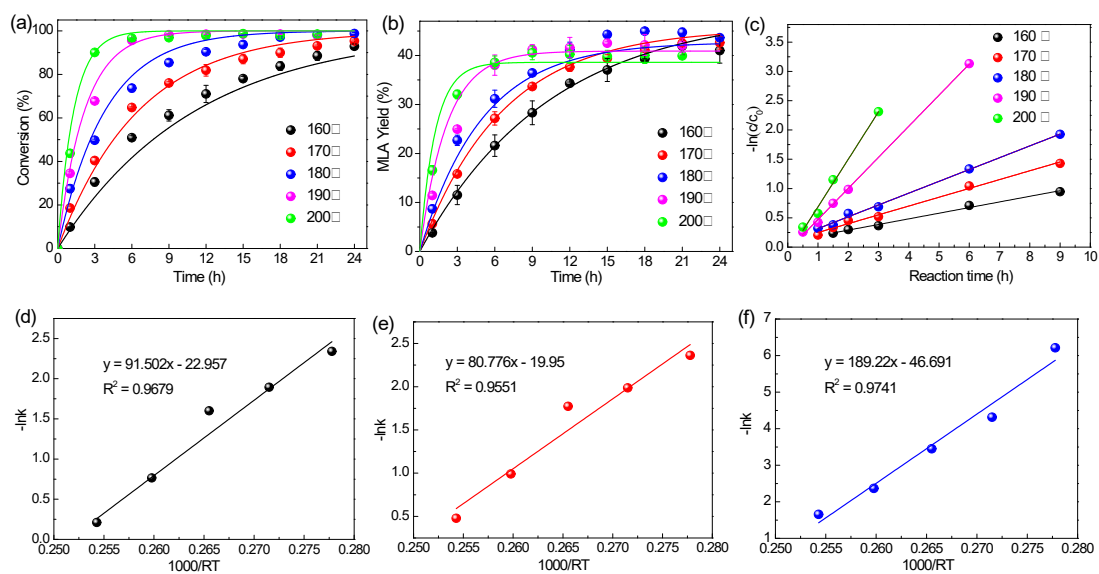 (a)
Conversion (%)
100
80
60
40
20
0
0 3 6 9 12 15 18 21 24
Time (h)
160□
170□
180□
190□
200□
(b)
MLA Yield (%)
40
30
20
10
0
0 3 6 9 12 15 18 21 24
Time (h)
160□
170□
180□
190□
200□
(c)
-ln(c/c₀)
3.5
3.0
2.5
2.0
1.5
1.0
0.5
0.0
0 1 2 3 4 5 6 7 8 9 10
Reaction time (h)
160□
170□
180□
190□
200□
(d)
-lnk
2.5
2.0
1.5
1.0
0.5
0.0
y = 91.502x - 22.957
R² = 0.9679
0.250 0.255 0.260 0.265 0.270 0.275 0.280
1000/RT
(e)
-lnk
2.5
2.0
1.5
1.0
0.5
0.0
y = 80.776x - 19.95
R² = 0.9551
0.250 0.255 0.260 0.265 0.270 0.275 0.280
1000/RT
(f)
-lnk
7
6
5
4
3
2
1
y = 189.22x - 46.691
R² = 0.9741
0.250 0.255 0.260 0.265 0.270 0.275 0.280
1000/RT